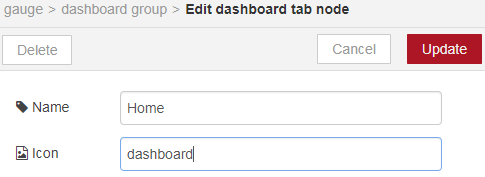 gauge > dashboard group > Edit dashboard tab node
Delete Cancel Update
Name Home
Icon dashboard